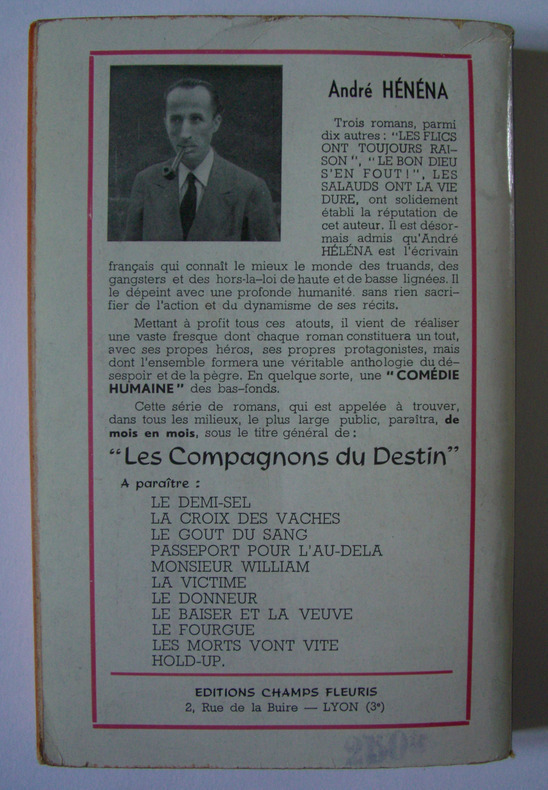 André HÉNÉNA
Trois romans, parmi
dix autres : "LES FLICS
ONT TOUJOURS RAI-
SON", "LE BON DIEU
S'EN FOUT!", LES
SALAUDS ONT LA VIE
DURE, ont solidement
établi la réputation de
cet auteur. Il est désor-
mais admis qu'André
HÉLÉNA est l'écrivain
français qui connaît le mieux le monde des truands, des
gangsters et des hors-la-loi de haute et de basse lignées. Il
le dépeint avec une profonde humanité. sans rien sacri-
fier de l'action et du dynamisme de ses récits.
Mettant à profit tous ces atouts, il vient de réaliser
une vaste fresque dont chaque roman constituera un tout,
avec ses propes héros, ses propres protagonistes, mais
dont l'ensemble formera une véritable anthologie du dé-
sespoir et de la pègre. En quelque sorte, une "COMÉDIE
HUMAINE" des bas-fonds.
Cette série de romans, qui est appelée à trouver,
dans tous les milieux, le plus large public, paraîtra, de
mois en mois, sous le titre général de :
"Les Compagnons du Destin"
A paraître :
LE DEMI-SEL
LA CROIX DES VACHES
LE GOUT DU SANG
PASSEPORT POUR L'AU-DELA
MONSIEUR WILLIAM
LA VICTIME
LE DONNEUR
LE BAISER ET LA VEUVE
LE FOURGUE
LES MORTS VONT VITE
HOLD-UP.
EDITIONS CHAMPS FLEURIS
2, Rue de la Buire — LYON (3e)